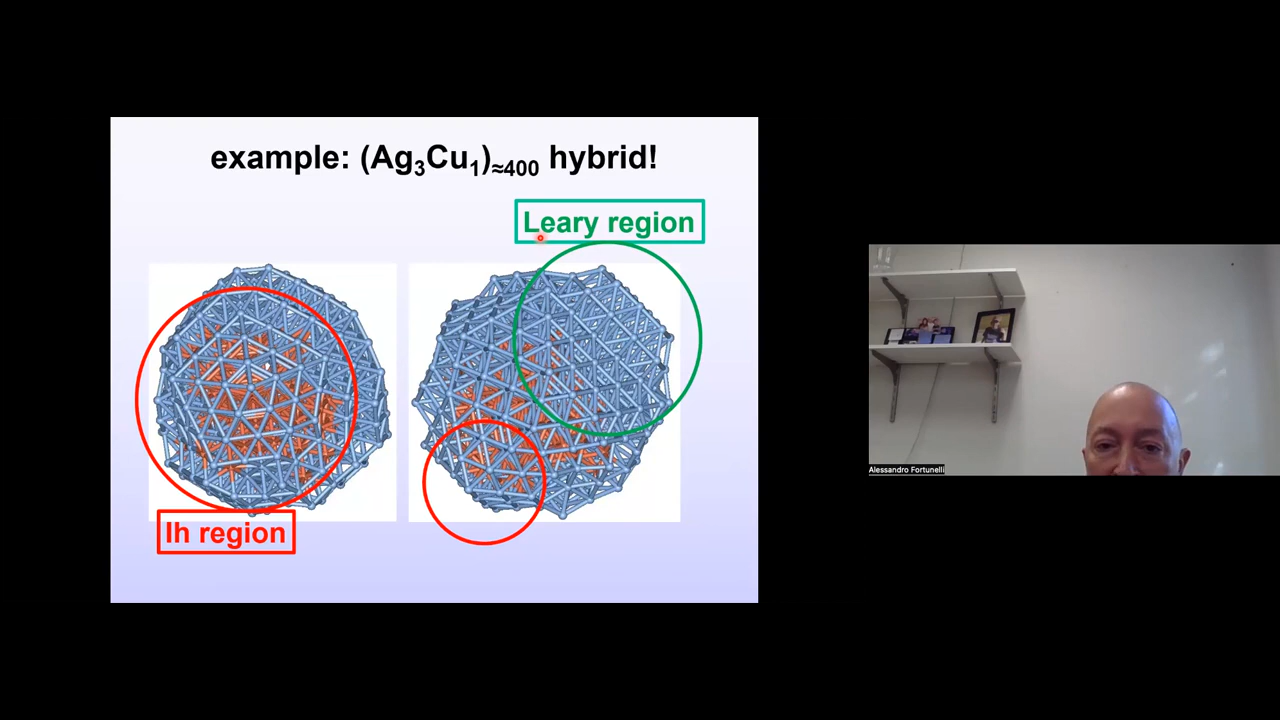 example: (Ag₃Cu₁)≈₄₀₀ hybrid!
Leary region
Ih region
Alessandro Fortunelli